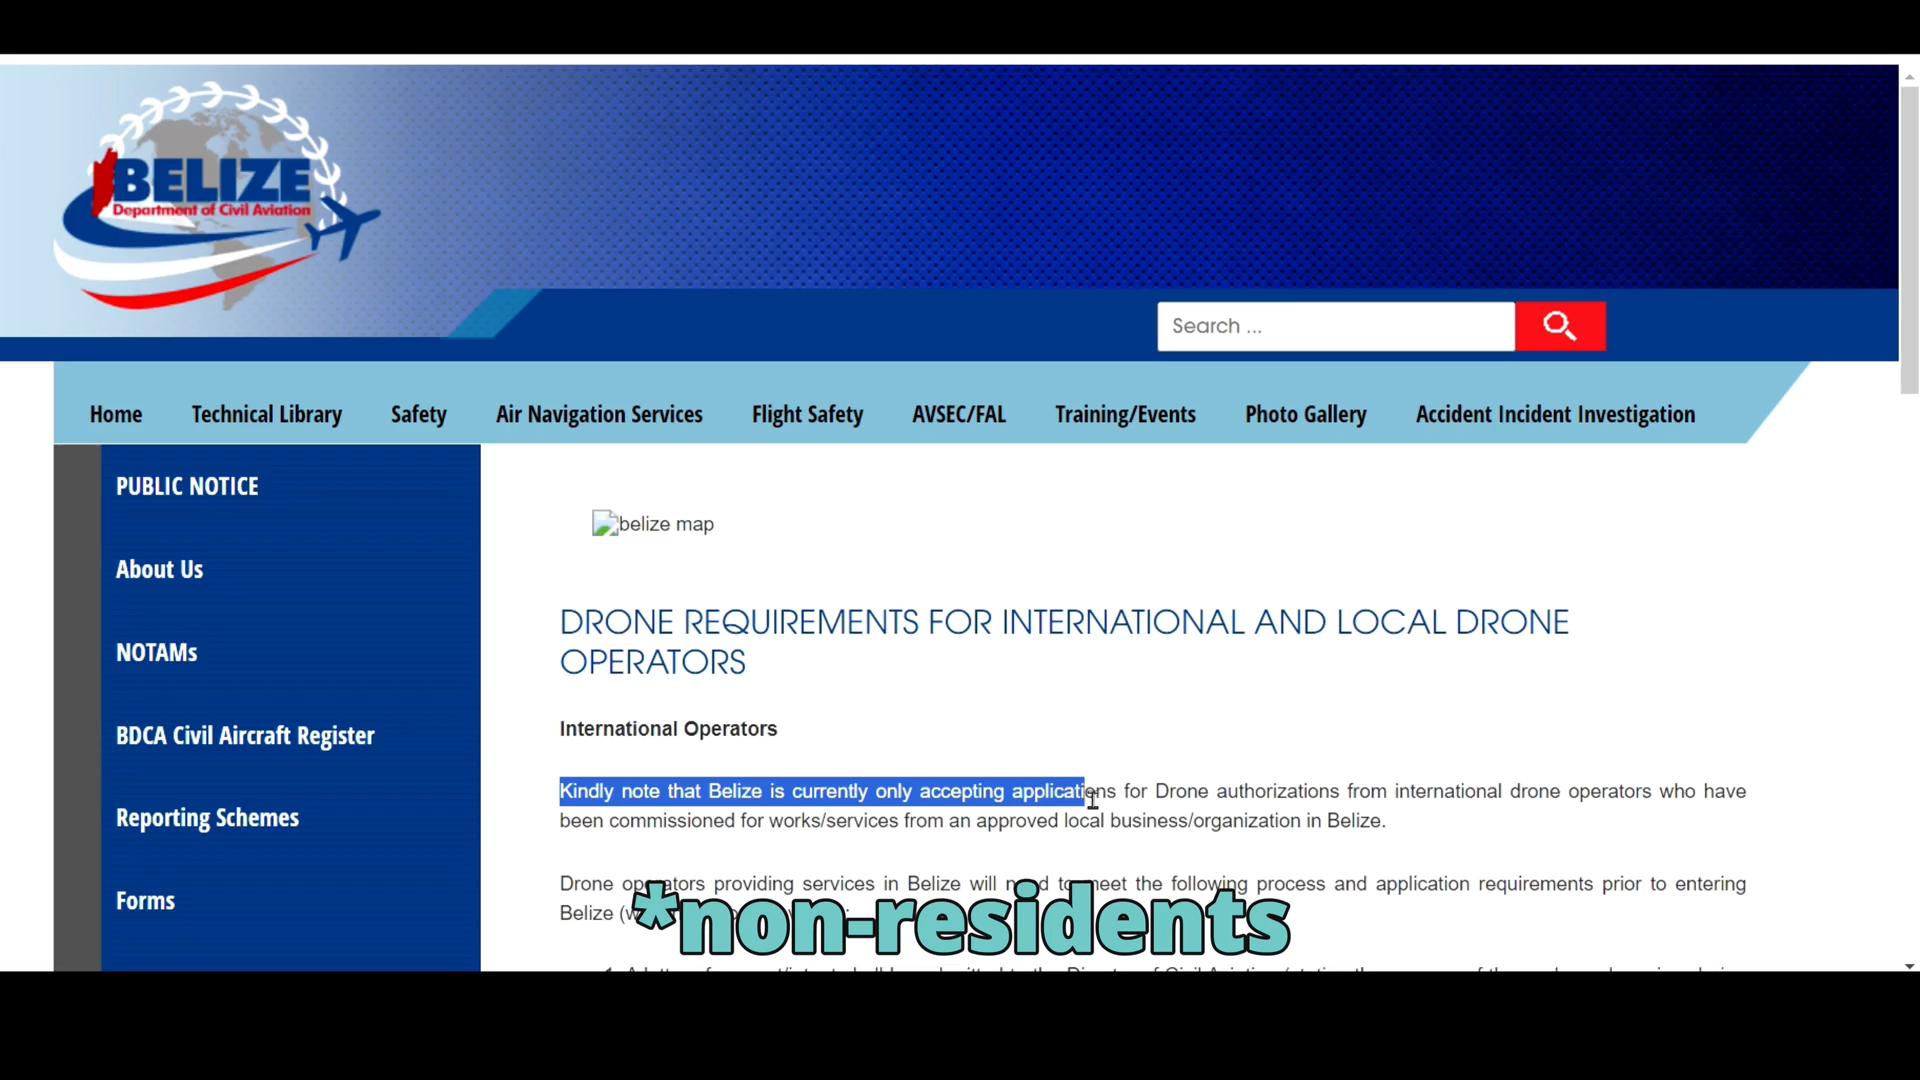 BELIZE
Department of Civil Aviation
Search ...
Home Technical Library Safety Air Navigation Services Flight Safety AVSEC/FAL Training/Events Photo Gallery Accident Incident Investigation
PUBLIC NOTICE
About Us
NOTAMs
BDCA Civil Aircraft Register
Reporting Schemes
Forms
belize map
DRONE REQUIREMENTS FOR INTERNATIONAL AND LOCAL DRONE
OPERATORS
International Operators
Kindly note that Belize is currently only accepting applications for Drone authorizations from international drone operators who have
been commissioned for works/services from an approved local business/organization in Belize.
Drone operators providing services in Belize will need to meet the following process and application requirements prior to entering
Belize
*non-residents